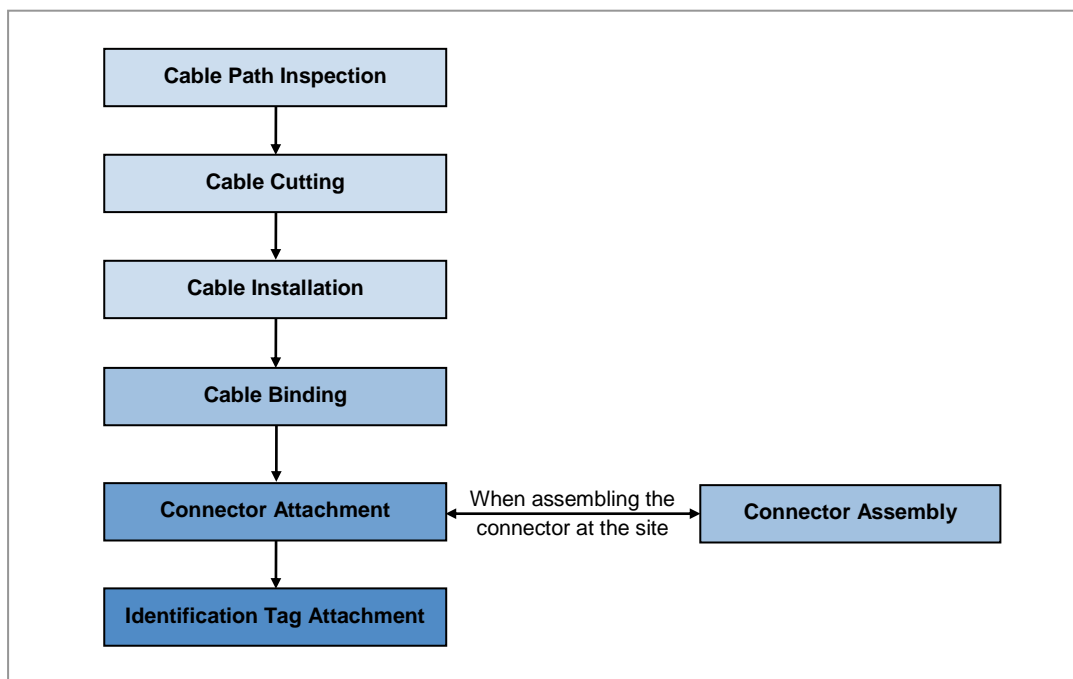 Cable Path Inspection
Cable Cutting
Cable Installation
Cable Binding
Connector Attachment
When assembling the
connector at the site
Connector Assembly
Identification Tag Attachment